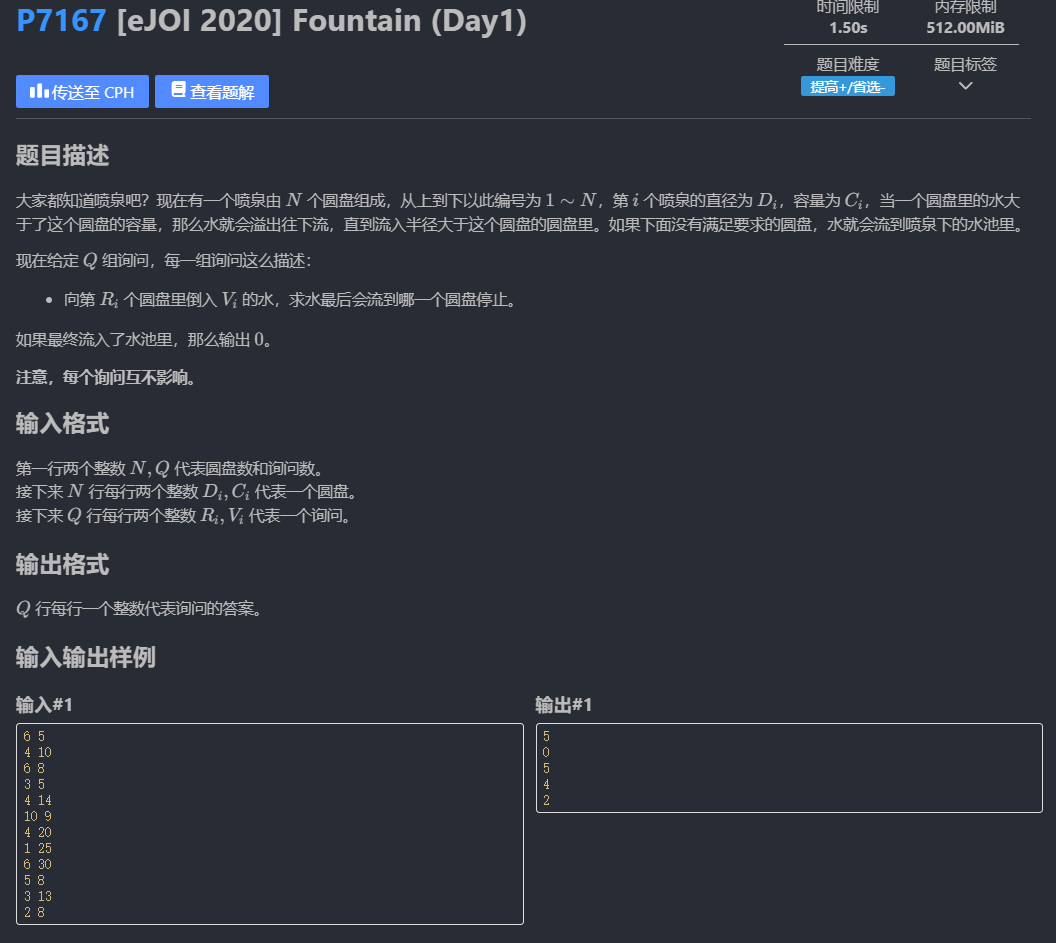 P7167 [eJOI 2020] Fountain (Day1)
时间限制
1.50s
内存限制
512.00MiB
题目难度
提高+/省选-
题目标签
传送至 CPH
查看题解
题目描述
大家都知道喷泉吧？现在有一个喷泉由 N 个圆盘组成，从上到下以此编号为 1 ∼ N，第 i 个喷泉的直径为 D_i，容量为 C_i，当一个圆盘里的水大
于了这个圆盘的容量，那么水就会溢出往下流，直到流入半径大于这个圆盘的圆盘里。如果下面没有满足要求的圆盘，水就会流到喷泉下的水池里。
现在给定 Q 组询问，每一组询问这么描述：
• 向第 R_i 个圆盘里倒入 V_i 的水，求水最后会流到哪一个圆盘停止。
如果最终流入了水池里，那么输出 0。
注意，每个询问互不影响。
输入格式
第一行两个整数 N, Q 代表圆盘数和询问数。
接下来 N 行每行两个整数 D_i, C_i 代表一个圆盘。
接下来 Q 行每行两个整数 R_i, V_i 代表一个询问。
输出格式
Q 行每行一个整数代表询问的答案。
输入输出样例
输入#1
6 5
4 10
6 8
3 5
4 14
10 9
4 20
1 25
6 30
5 8
3 13
2 8
输出#1
5
0
5
4
2